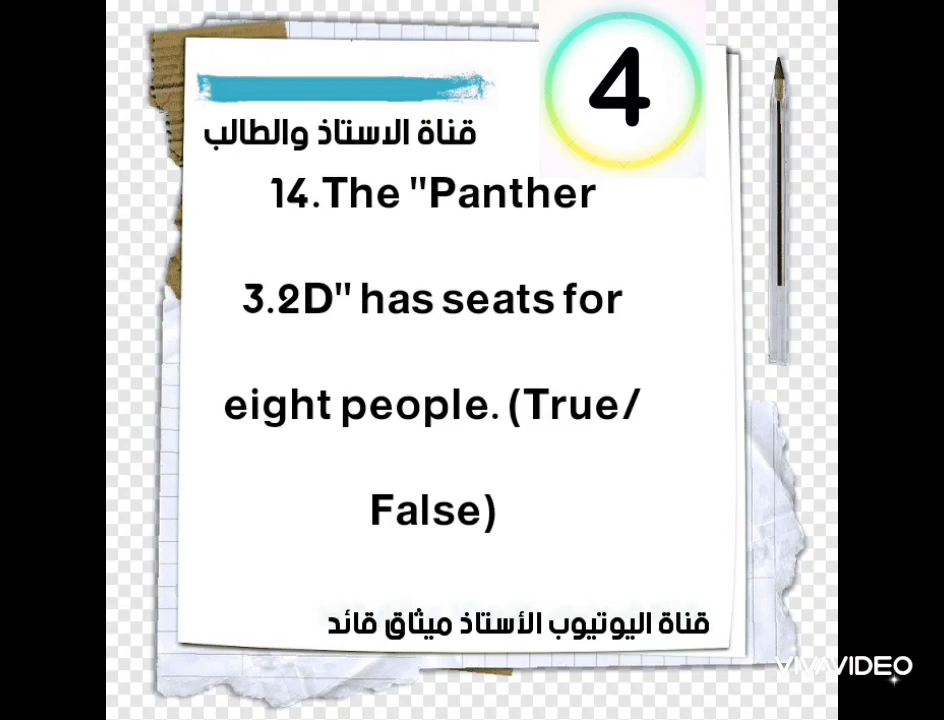 4
قناة الاستاذ والطالب
14.The "Panther
3.2D" has seats for
eight people. (True/
False)
قناة اليوتيوب الأستاذ ميثاق قائد
VIVAVIDEO